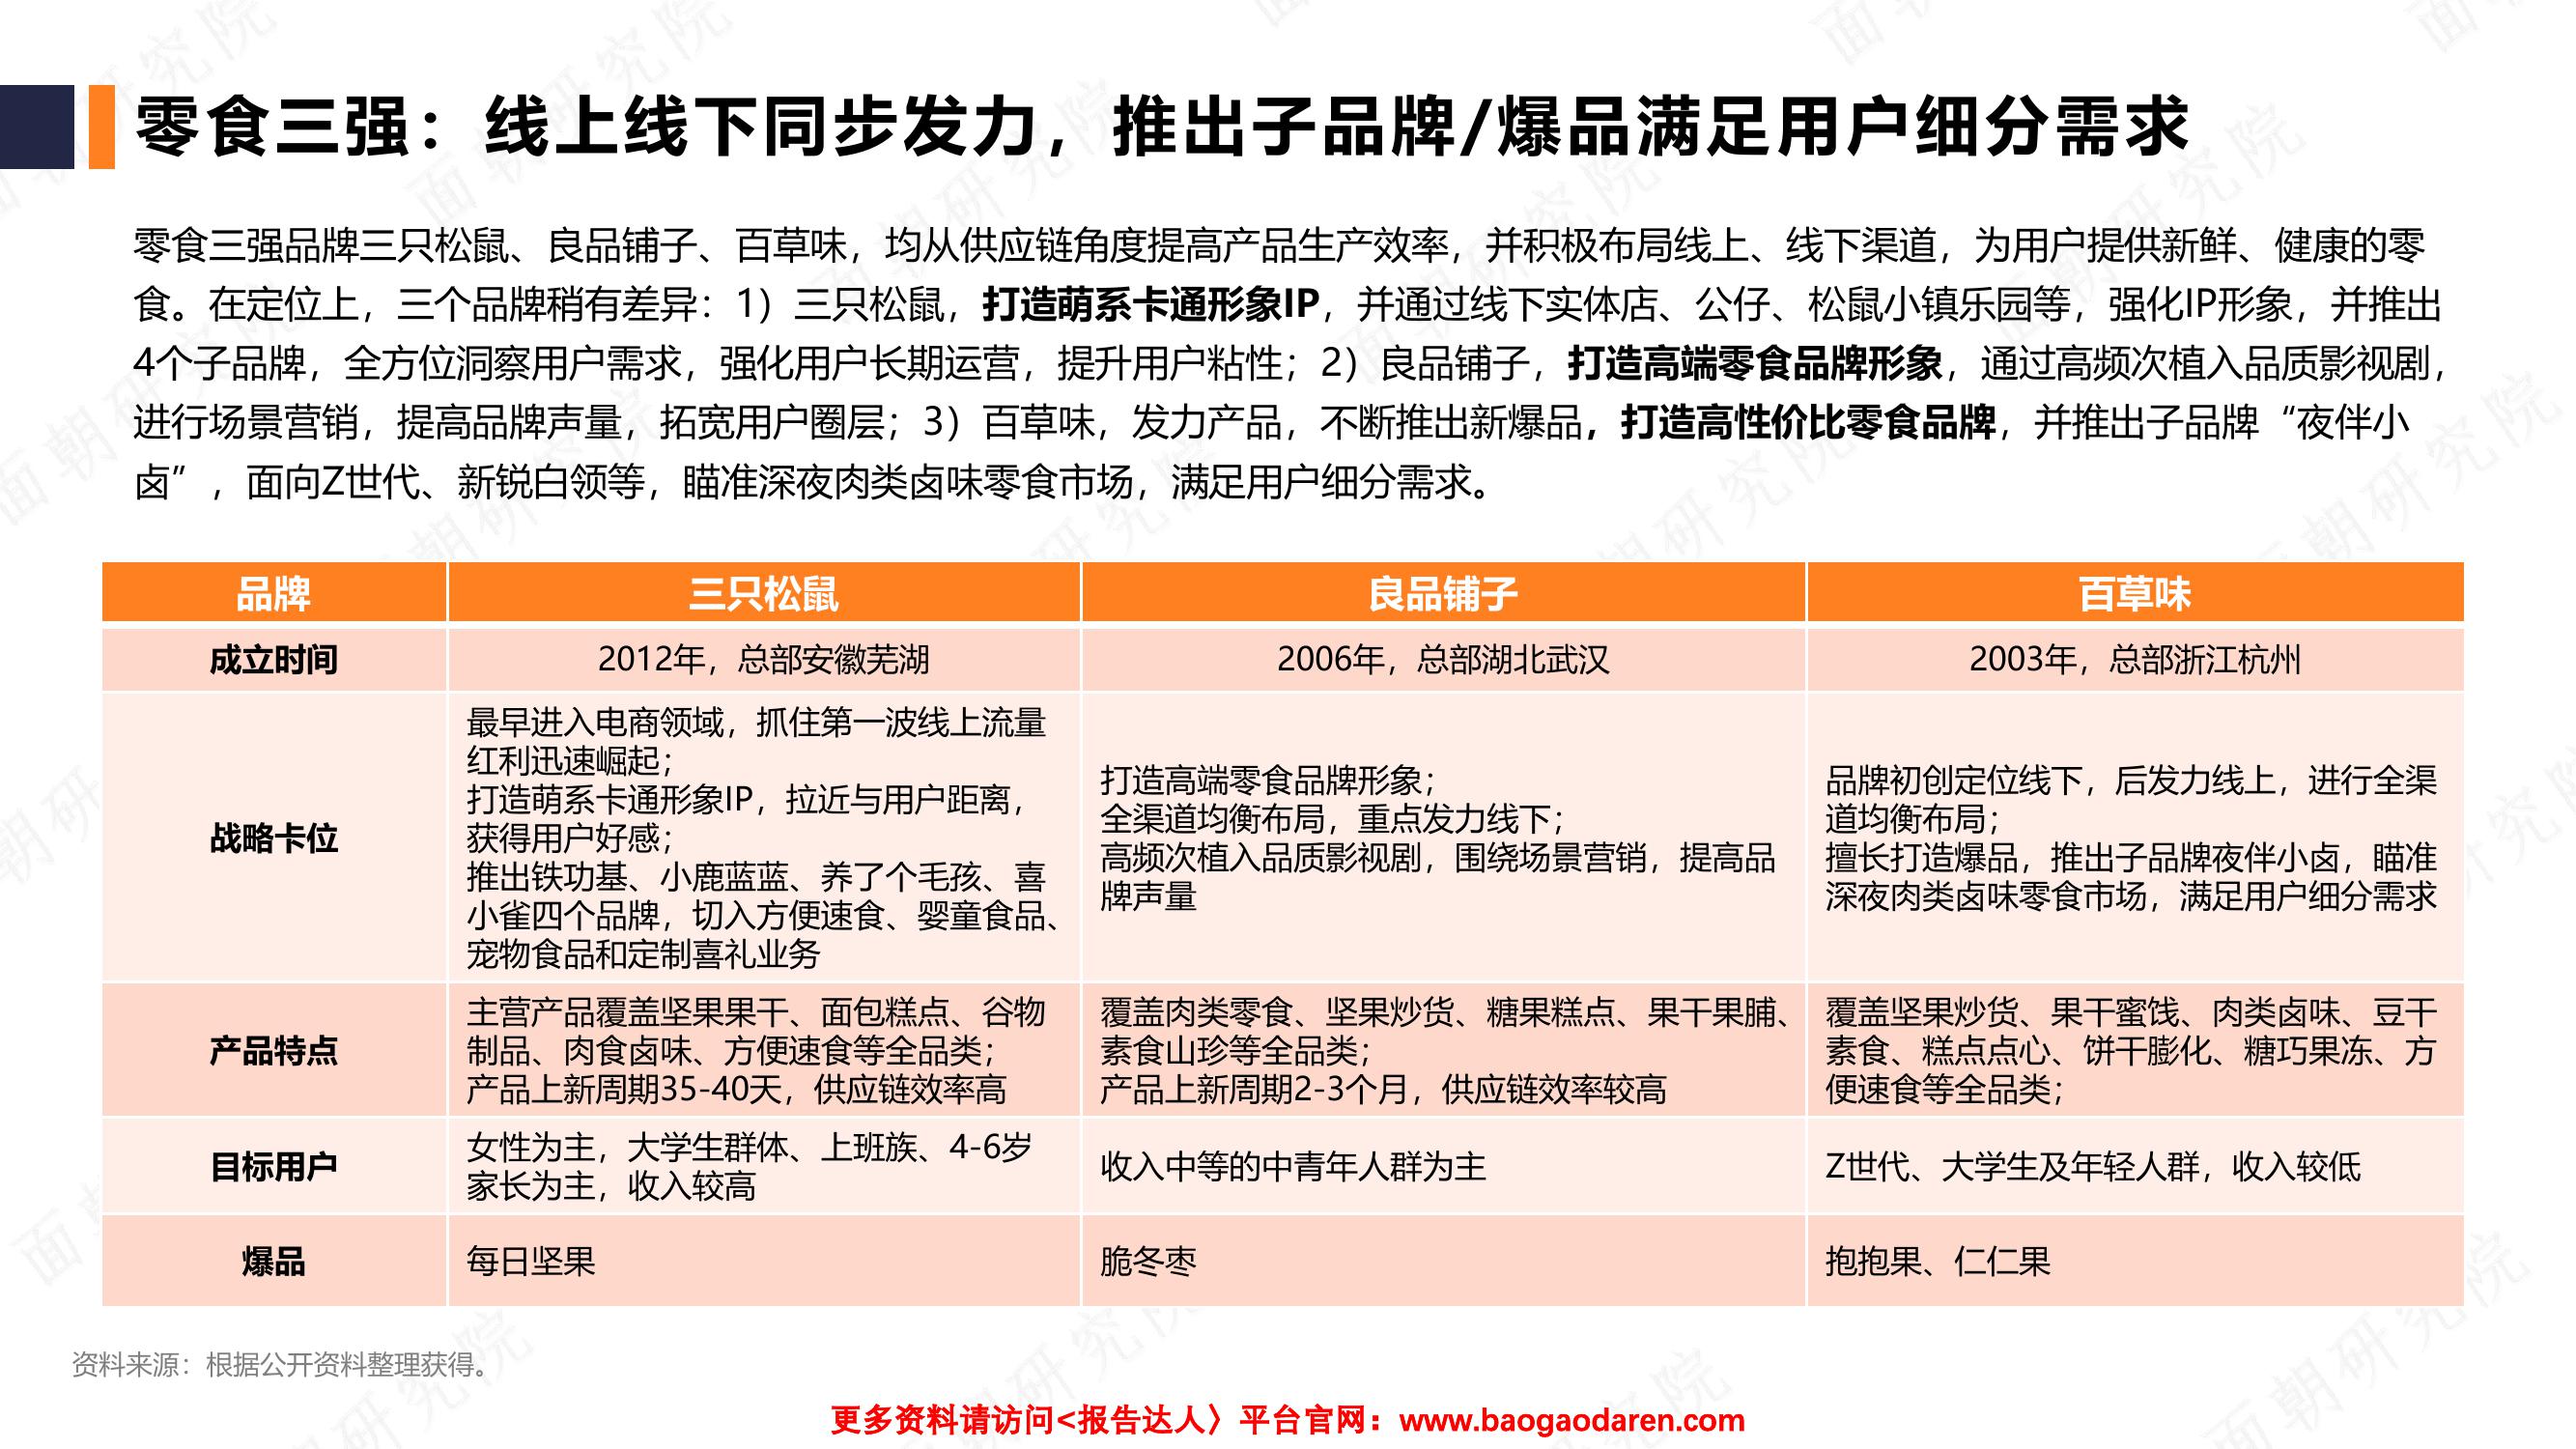 零食三强：线上线下同步发力，推出子品牌/爆品满足用户细分需求
零食三强品牌三只松鼠、良品铺子、百草味，均从供应链角度提高产品生产效率，并积极布局线上、线下渠道，为用户提供新鲜、健康的零
食。在定位上，三个品牌稍有差异：1）三只松鼠，打造萌系卡通形象IP，并通过线下实体店、公仔、松鼠小镇乐园等，强化IP形象，并推出
4个子品牌，全方位洞察用户需求，强化用户长期运营，提升用户粘性；2）良品铺子，打造高端零食品牌形象，通过高频次植入品质影视剧，
进行场景营销，提高品牌声量，拓宽用户圈层；3）百草味，发力产品，不断推出新爆品，打造高性价比零食品牌，并推出子品牌“夜伴小
卤”，面向Z世代、新锐白领等，瞄准深夜肉类卤味零食市场，满足用户细分需求。
品牌 三只松鼠 良品铺子 百草味
成立时间 2012年，总部安徽芜湖 2006年，总部湖北武汉 2003年，总部浙江杭州
战略卡位
最早进入电商领域，抓住第一波线上流量
红利迅速崛起；
打造萌系卡通形象IP，拉近与用户距离，
获得用户好感；
推出铁功基、小鹿蓝蓝、养了个毛孩、喜
小雀四个品牌，切入方便速食、婴童食品、
宠物食品和定制喜礼业务
打造高端零食品牌形象；
全渠道均衡布局，重点发力线下；
高频次植入品质影视剧，围绕场景营销，提高品
牌声量
品牌初创定位线下，后发力线上，进行全渠
道均衡布局；
擅长打造爆品，推出子品牌夜伴小卤，瞄准
深夜肉类卤味零食市场，满足用户细分需求
产品特点
主营产品覆盖坚果果干、面包糕点、谷物
制品、肉食卤味、方便速食等全品类；
产品上新周期35-40天，供应链效率高
覆盖肉类零食、坚果炒货、糖果糕点、果干果脯、
素食山珍等全品类；
产品上新周期2-3个月，供应链效率较高
覆盖坚果炒货、果干蜜饯、肉类卤味、豆干
素食、糕点点心、饼干膨化、糖巧果冻、方
便速食等全品类；
目标用户
女性为主，大学生群体、上班族、4-6岁
家长为主，收入较高
收入中等的中青年人群为主
Z世代、大学生及年轻人群，收入较低
爆品 每日坚果 脆冬枣 抱抱果、仁仁果
资料来源：根据公开资料整理获得。
更多资料请访问<报告达人〉平台官网：www.baogaodaren.com
面朝研究院